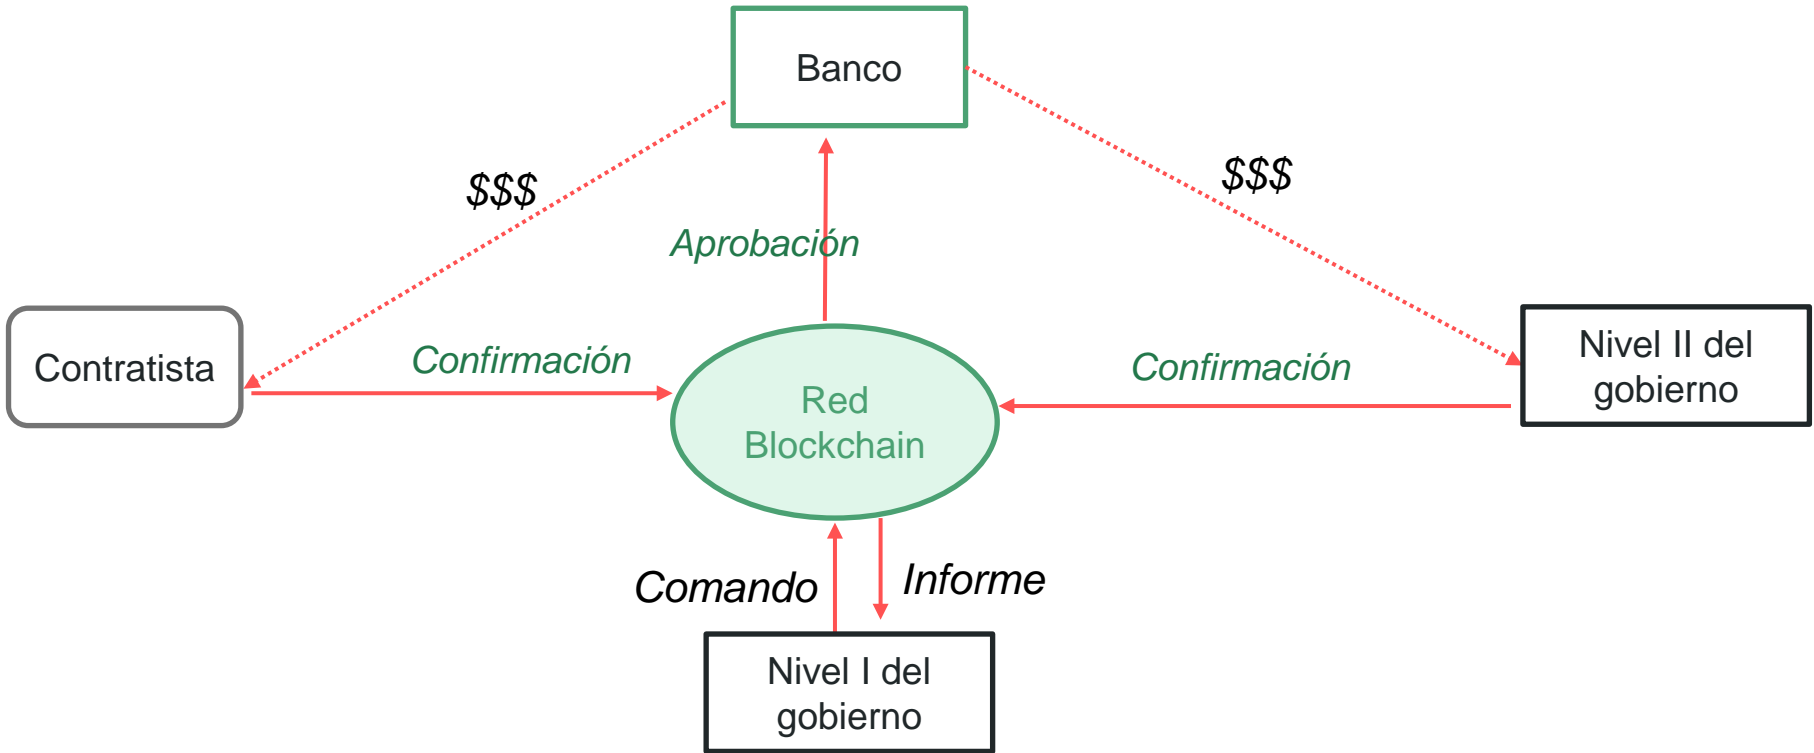 Banco
$$$
$$$
Aprobación
Contratista
Confirmación
Confirmación
Nivel II del
gobierno
Red
Blockchain
Comando
Informe
Nivel I del
gobierno